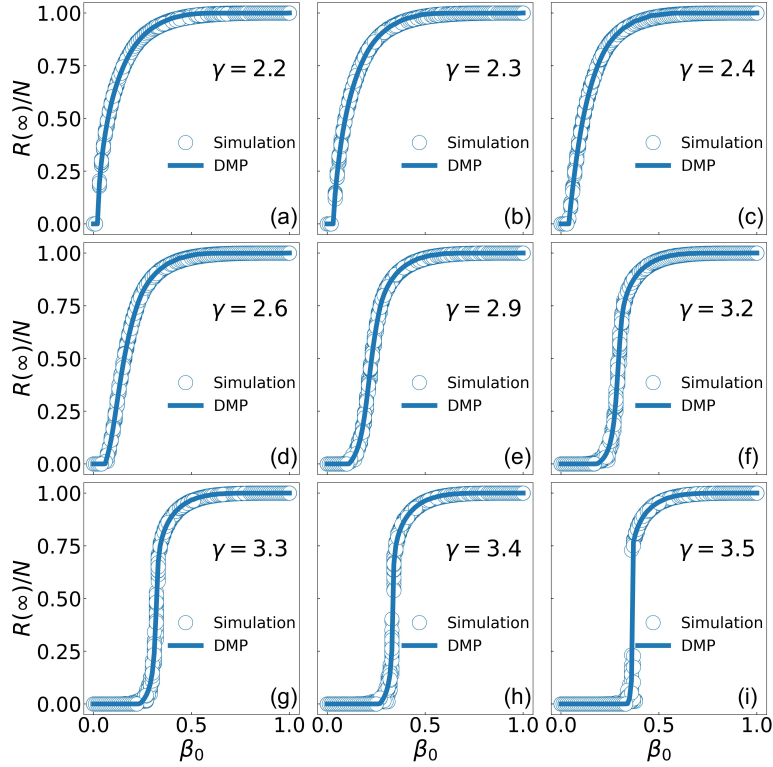 R(∞)/N
1.00
0.75
0.50
0.25
0.00
γ = 2.2
Simulation
DMP
(a)
γ = 2.3
Simulation
DMP
(b)
γ = 2.4
Simulation
DMP
(c)
R(∞)/N
1.00
0.75
0.50
0.25
0.00
γ = 2.6
Simulation
DMP
(d)
γ = 2.9
Simulation
DMP
(e)
γ = 3.2
Simulation
DMP
(f)
R(∞)/N
1.00
0.75
0.50
0.25
0.00
γ = 3.3
Simulation
DMP
(g)
0.0 0.5 1.0
β₀
γ = 3.4
Simulation
DMP
(h)
0.0 0.5 1.0
β₀
γ = 3.5
Simulation
DMP
(i)
0.0 0.5 1.0
β₀